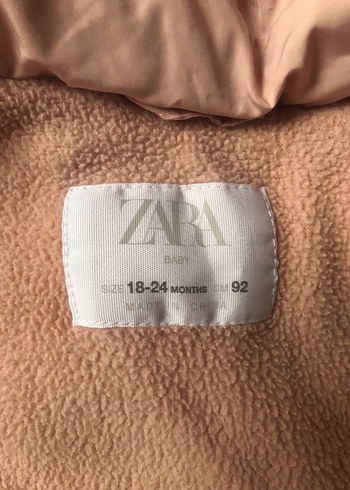 ZARA
BABY
SIZE 18-24 MONTHS CM 92
MADE IN CHINA